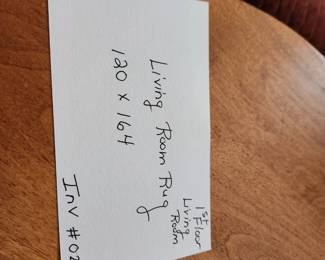 1st
Floor
Living
Room
Living Room Rug
120 x 164
Inv #02